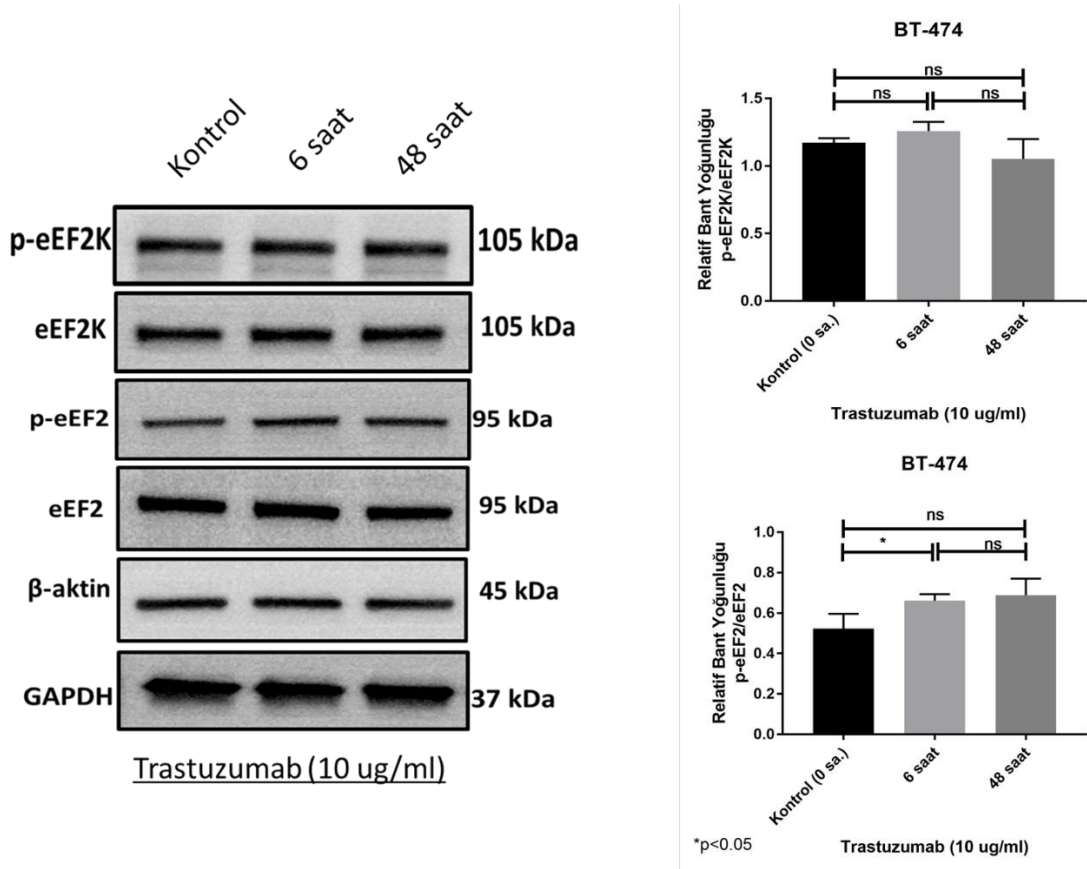 Kontrol
6 saat
48 saat
p-eEF2K
105 kDa
eEF2K
105 kDa
p-eEF2
95 kDa
eEF2
95 kDa
β-aktin
45 kDa
GAPDH
37 kDa
Trastuzumab (10 ug/ml)
BT-474
ns
ns
ns
Relatif Bant Yoğunluğu
p-eEF2K/eEF2K
1.5
1.0
0.5
0.0
Kontrol (0 sa.)
6 saat
48 saat
Trastuzumab (10 ug/ml)
BT-474
ns
*
ns
Relatif Bant Yoğunluğu
p-eEF2/eEF2
1.0
0.8
0.6
0.4
0.2
0.0
Kontrol (0 sa.)
6 saat
48 saat
*p<0.05
Trastuzumab (10 ug/ml)